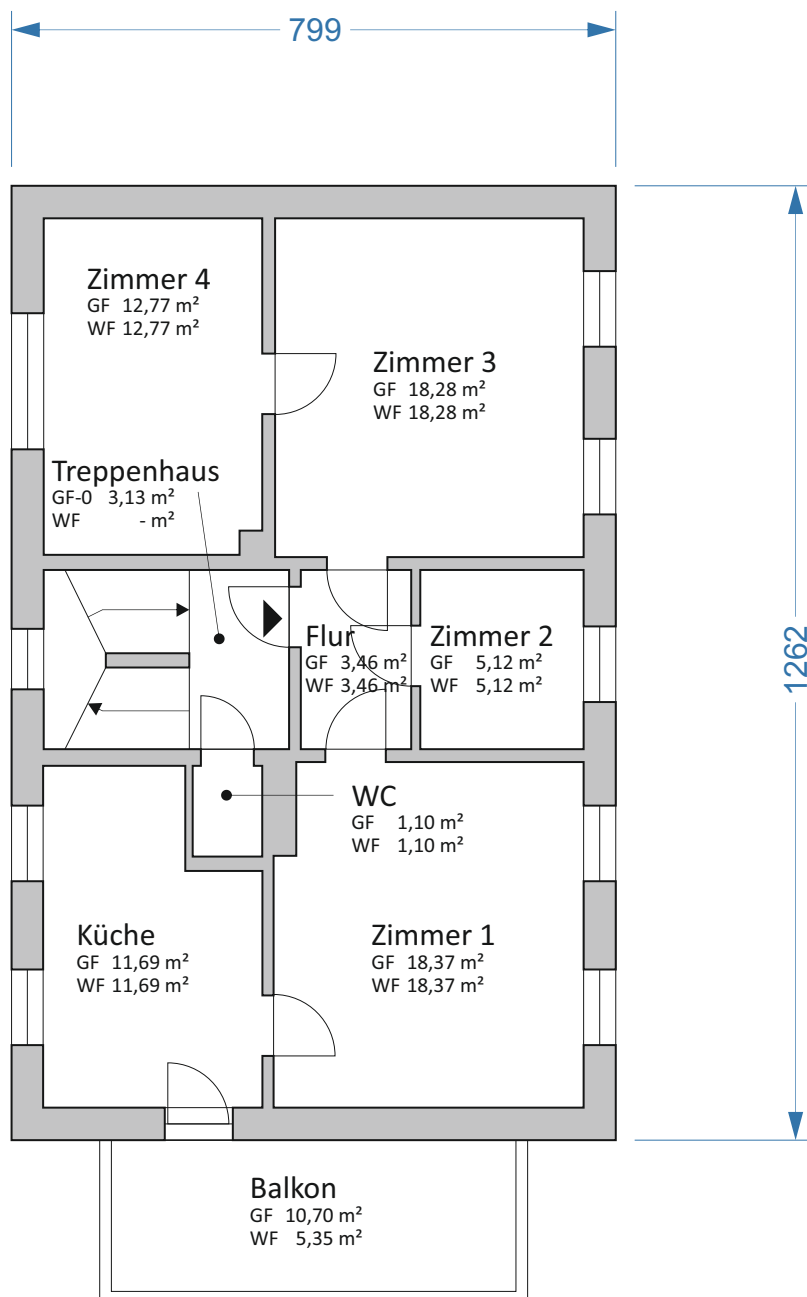 799
Zimmer 4
GF 12,77 m²
WF 12,77 m²
Zimmer 3
GF 18,28 m²
WF 18,28 m²
Treppenhaus
GF-0 3,13 m²
WF - m²
Flur
GF 3,46 m²
WF 3,46 m²
Zimmer 2
GF 5,12 m²
WF 5,12 m²
1262
WC
GF 1,10 m²
WF 1,10 m²
Küche
GF 11,69 m²
WF 11,69 m²
Zimmer 1
GF 18,37 m²
WF 18,37 m²
Balkon
GF 10,70 m²
WF 5,35 m²